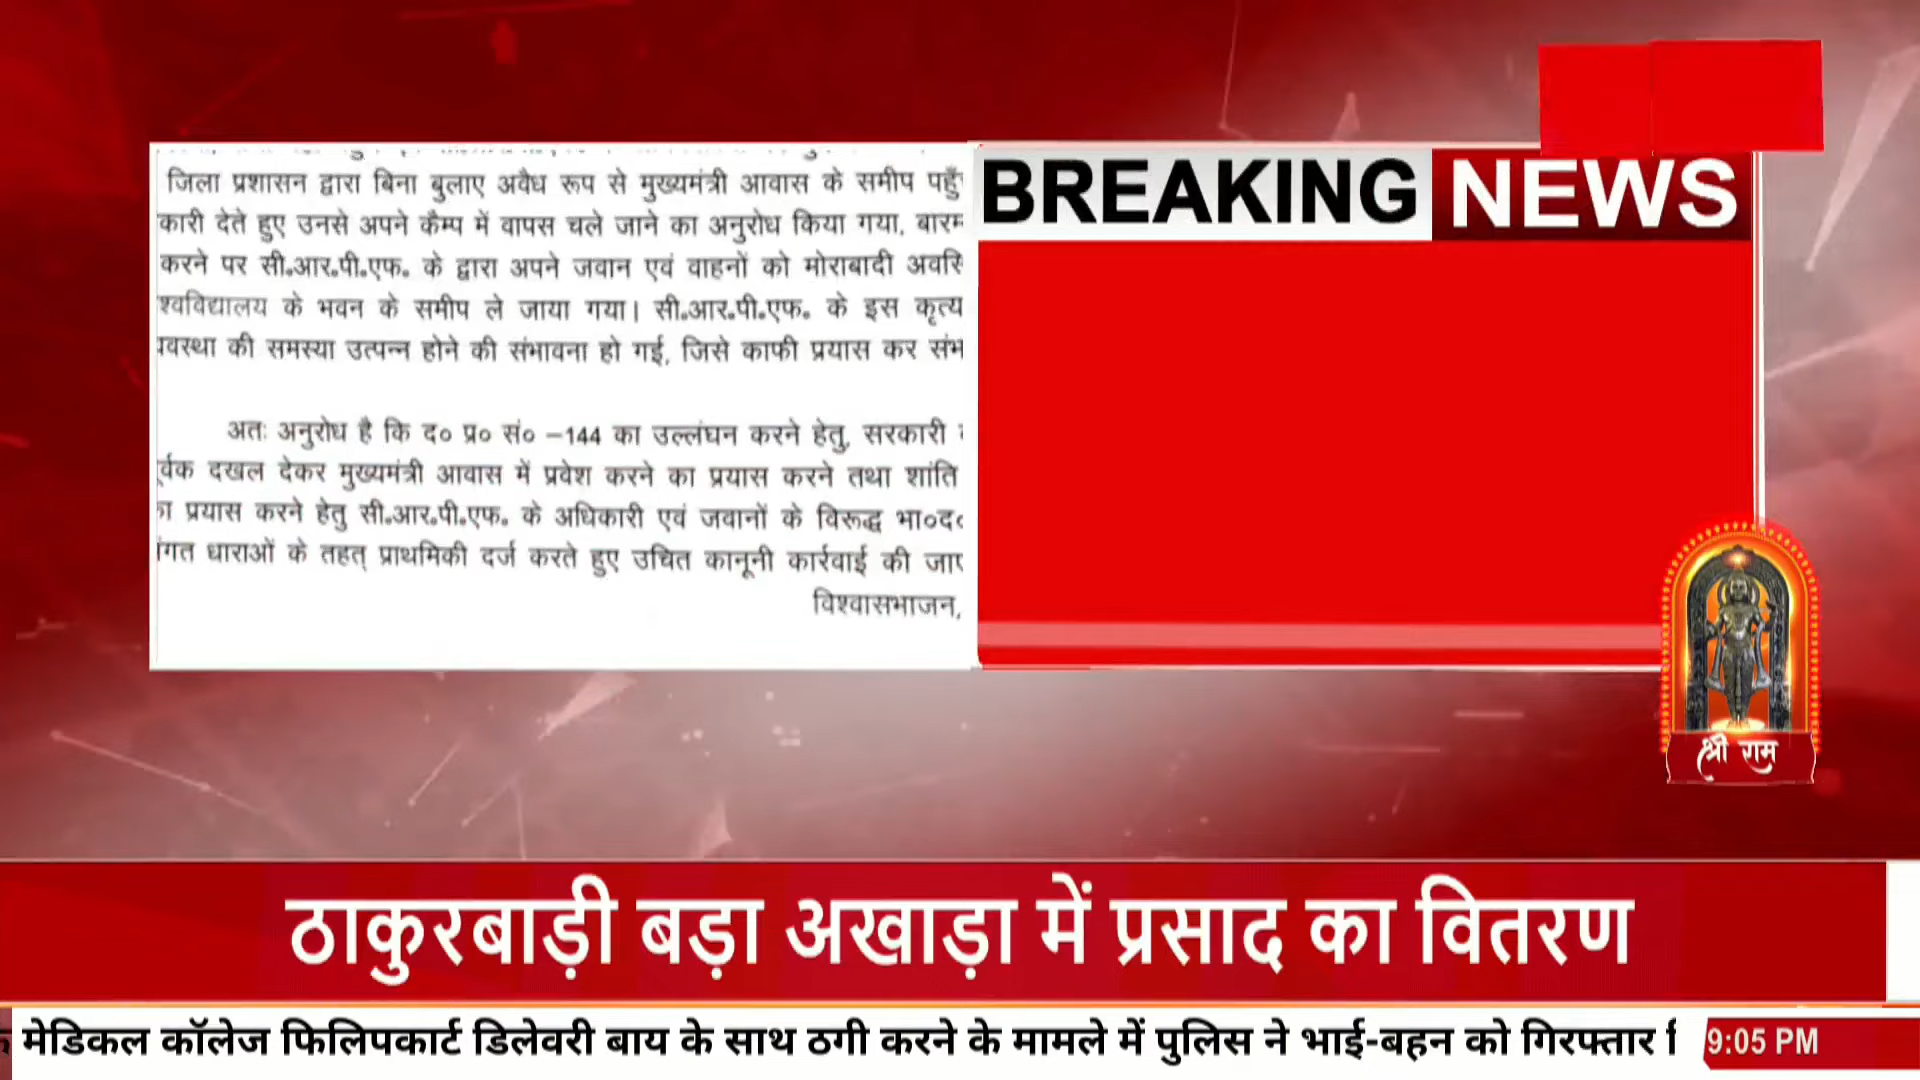 जिला प्रशासन द्वारा बिना बुलाए अवैध रूप से मुख्यमंत्री आवास के समीप
कारी देते हुए उनसे अपने कैम्प में वापस चले जाने का अनुरोध किया गया,
करने पर सी.आर.पी.एफ. के द्वारा अपने जवान एवं वाहनों को मोराबादी
श्वविद्यालय के भवन के समीप ले जाया गया। सी.आर.पी.एफ. के इस कृत्य
की समस्या उत्पन्न होने की संभावना हो गई, जिसे काफी प्रयास कर
अतः अनुरोध है कि द० प्र० सं० –144 का उल्लंघन करने हेतु, सरकारी
र्वक दखल देकर मुख्यमंत्री आवास में प्रवेश करने का प्रयास करने तथा शांति
प्रयास करने हेतु सी.आर.पी.एफ. के अधिकारी एवं जवानों के विरूद्ध भा०द०
गत धाराओं के तहत् प्राथमिकी दर्ज करते हुए उचित कानूनी कार्रवाई की
विश्वासभाजन,
BREAKING NEWS
श्री राम
ठाकुरबाड़ी बड़ा अखाड़ा में प्रसाद का वितरण
मेडिकल कॉलेज फिलिपकार्ट डिलेवरी बाय के साथ ठगी करने के मामले में पुलिस ने भाई-बहन को गिरफ्तार
9:05 PM